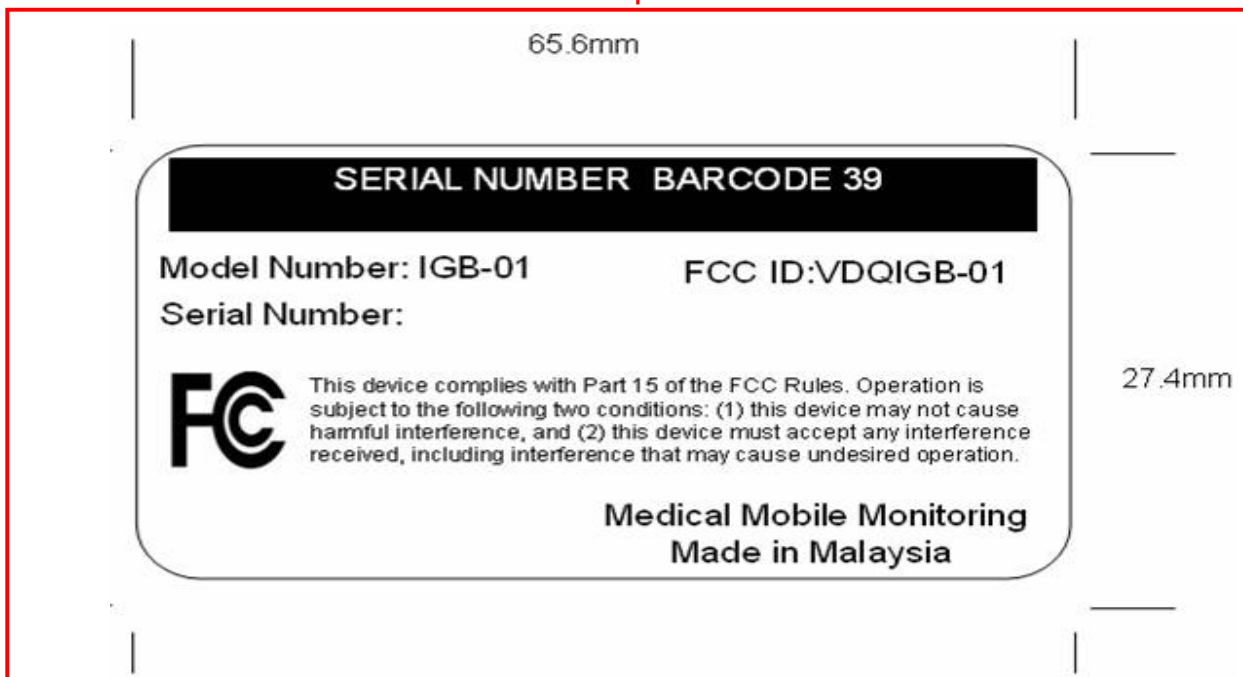 65.6mm
SERIAL NUMBER BARCODE 39
Model Number: IGB-01
FCC ID:VDQIGB-01
Serial Number:
FC
This device complies with Part 15 of the FCC Rules. Operation is
subject to the following two conditions: (1) this device may not cause
harmful interference, and (2) this device must accept any interference
received, including interference that may cause undesired operation.
27.4mm
Medical Mobile Monitoring
Made in Malaysia